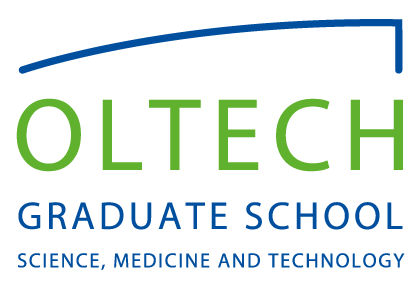 OLTECH
GRADUATE SCHOOL
SCIENCE, MEDICINE AND TECHNOLOGY